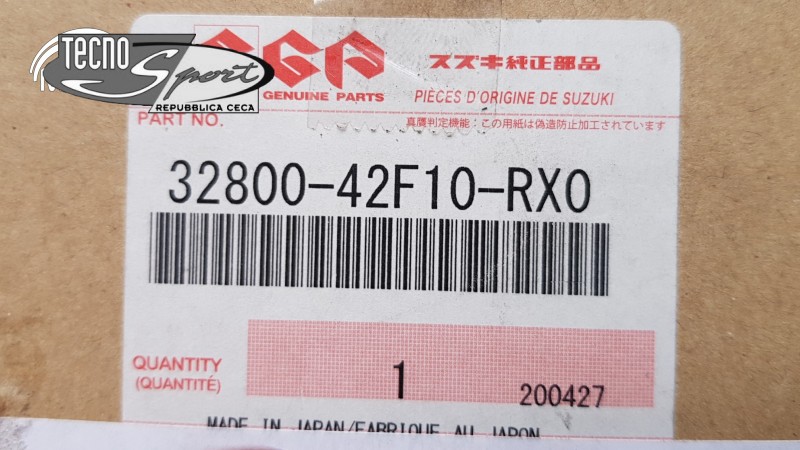 TECNO
Sport
REPUBBLICA CECA
SGP
GENUINE PARTS
スズキ純正部品
PIÈCES D'ORIGINE DE SUZUKI
PART NO.
真贋判定機能：この用紙は偽造防止加工されています
32800-42F10-RX0
QUANTITY
(QUANTITÉ)
1
200427
MADE IN JAPAN/FABRIQUE AU JAPON